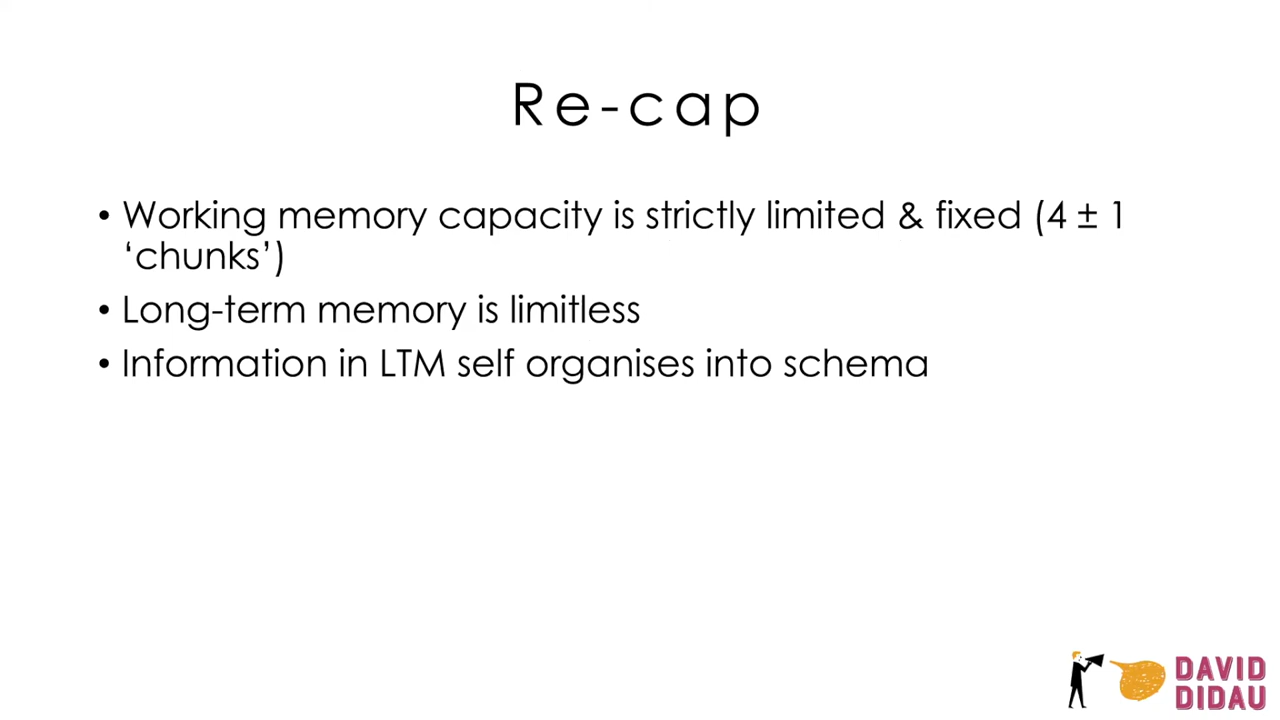 Re-cap
• Working memory capacity is strictly limited & fixed (4 ± 1
‘chunks’)
• Long-term memory is limitless
• Information in LTM self organises into schema
DAVID
DIDAU